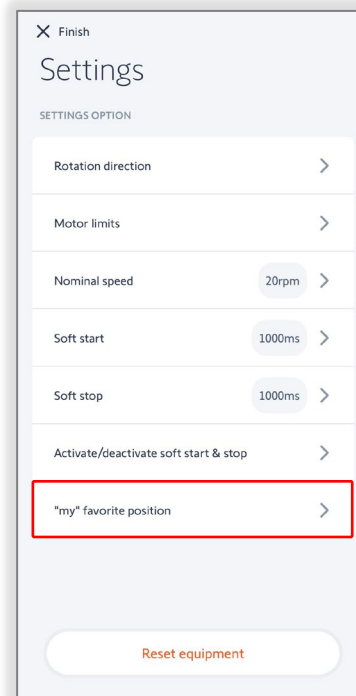 Finish
Settings
SETTINGS OPTION
Rotation direction
Motor limits
Nominal speed 20rpm
Soft start 1000ms
Soft stop 1000ms
Activate/deactivate soft start & stop
"my" favorite position
Reset equipment